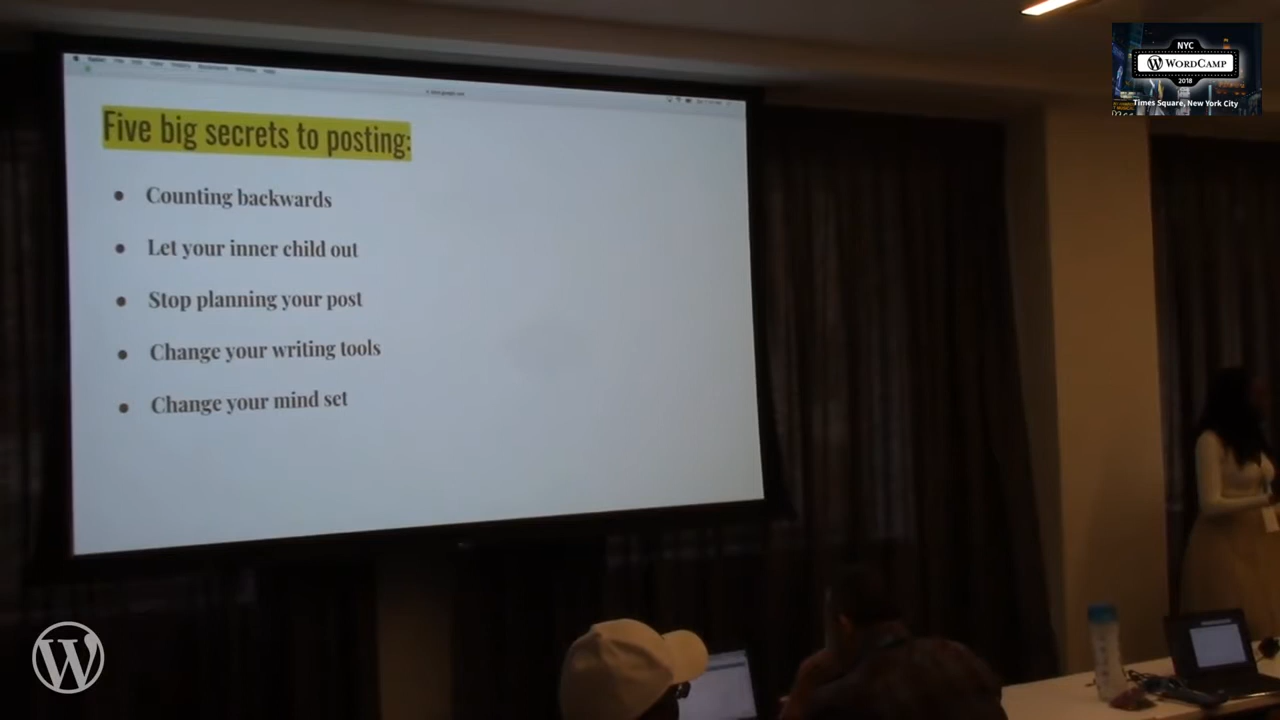 NYC
WORDCAMP
2018
Times Square, New York City
Five big secrets to posting:
● Counting backwards
● Let your inner child out
● Stop planning your post
● Change your writing tools
● Change your mind set